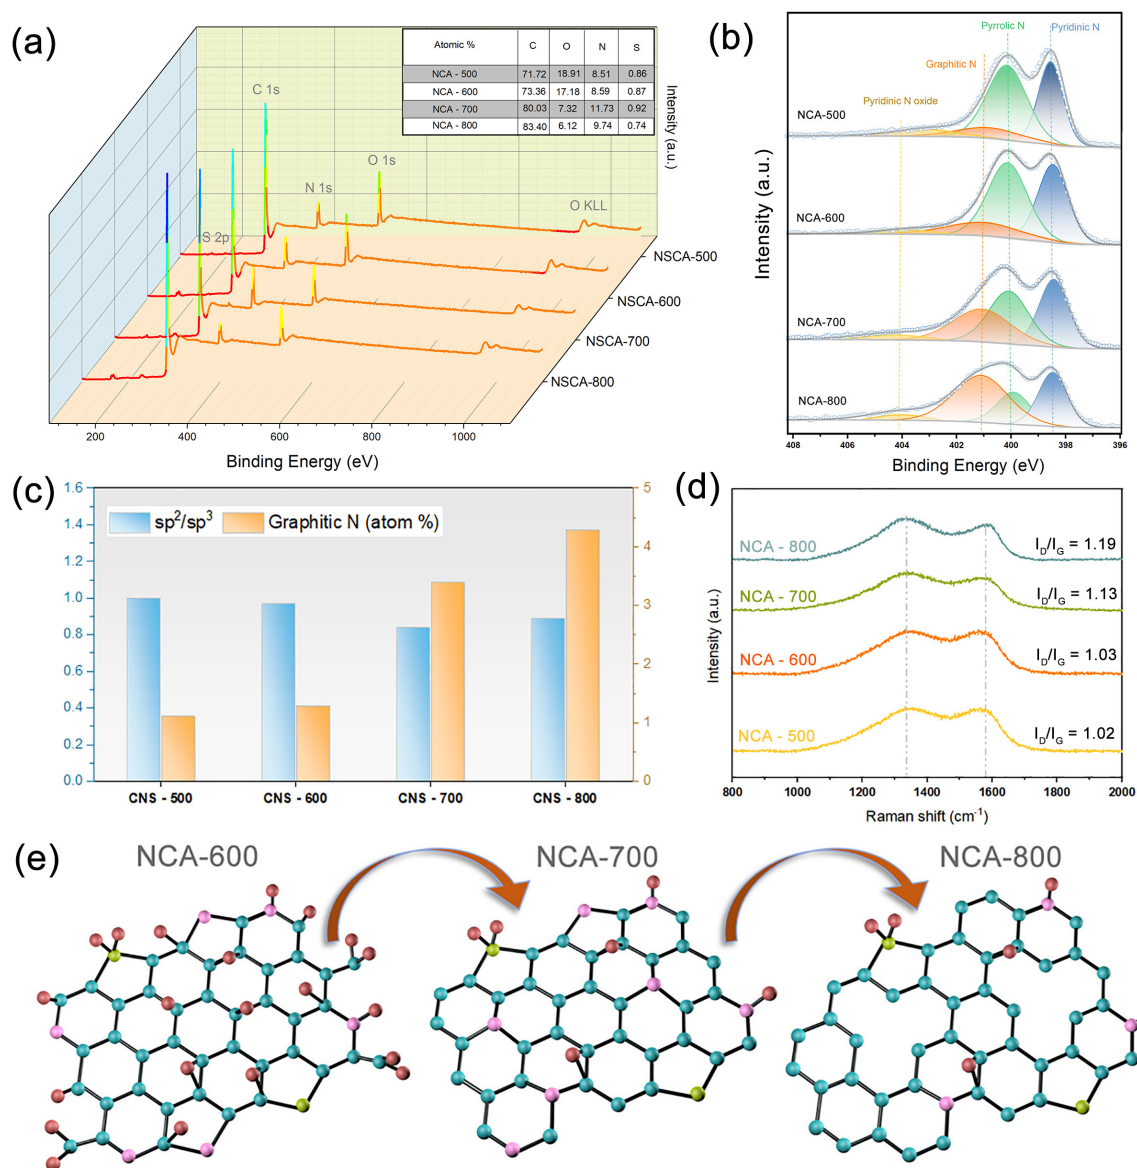 (a)
Atomic % C O N S
NCA - 500 71.72 18.91 8.51 0.86
NCA - 600 73.36 17.18 8.59 0.87
NCA - 700 80.03 7.32 11.73 0.92
NCA - 800 83.40 6.12 9.74 0.74
Intensity (a.u.)
C 1s
O 1s
N 1s
O KLL
S 2p
NSCA-500
NSCA-600
NSCA-700
NSCA-800
200 400 600 800 1000
Binding Energy (eV)
(b)
Pyrrolic N
Pyridinic N
Graphitic N
Pyridinic N oxide
NCA-500
NCA-600
NCA-700
NCA-800
Intensity (a.u.)
408 406 404 402 400 398 396
Binding Energy (eV)
(c)
sp²/sp³ Graphitic N (atom %)
1.6
1.4
1.2
1.0
0.8
0.6
0.4
0.2
0.0
5
4
3
2
1
0
CNS - 500 CNS - 600 CNS - 700 CNS - 800
(d)
NCA - 800 I_D/I_G = 1.19
NCA - 700 I_D/I_G = 1.13
NCA - 600 I_D/I_G = 1.03
NCA - 500 I_D/I_G = 1.02
Intensity (a.u.)
800 1000 1200 1400 1600 1800 2000
Raman shift (cm⁻¹)
(e)
NCA-600 NCA-700 NCA-800